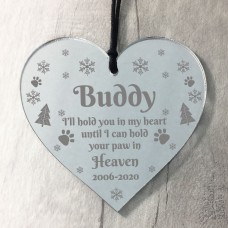 Buddy
I'll hold you in my heart
until I can hold
your paw in
Heaven
2006-2020